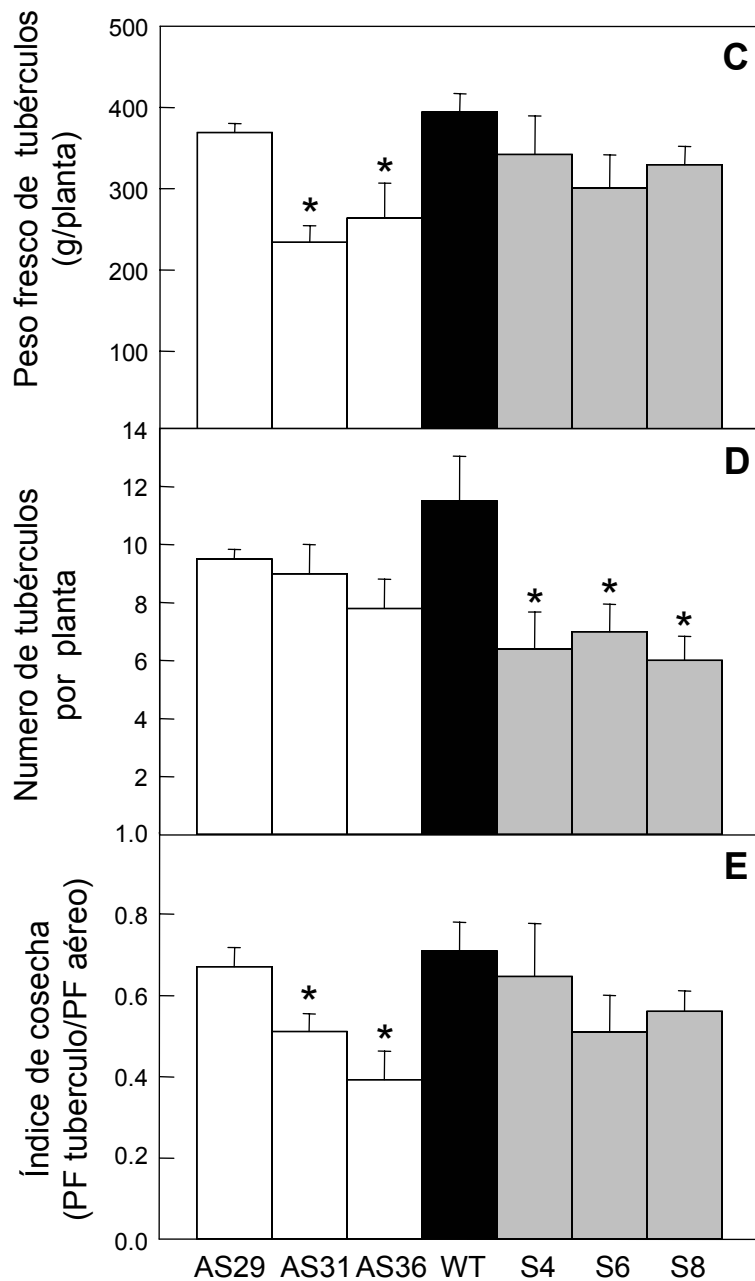 500
400
300
200
100
Peso fresco de tubérculos
(g/planta)
*
*
C
14
12
10
8
6
4
2
Numero de tubérculos
por planta
*
*
*
D
1.0
0.8
0.6
0.4
0.2
0.0
Índice de cosecha
(PF tuberculo/PF aéreo)
*
*
E
AS29 AS31 AS36 WT S4 S6 S8